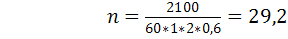 n = 2100 / 60*1*2*0,6 = 29,2